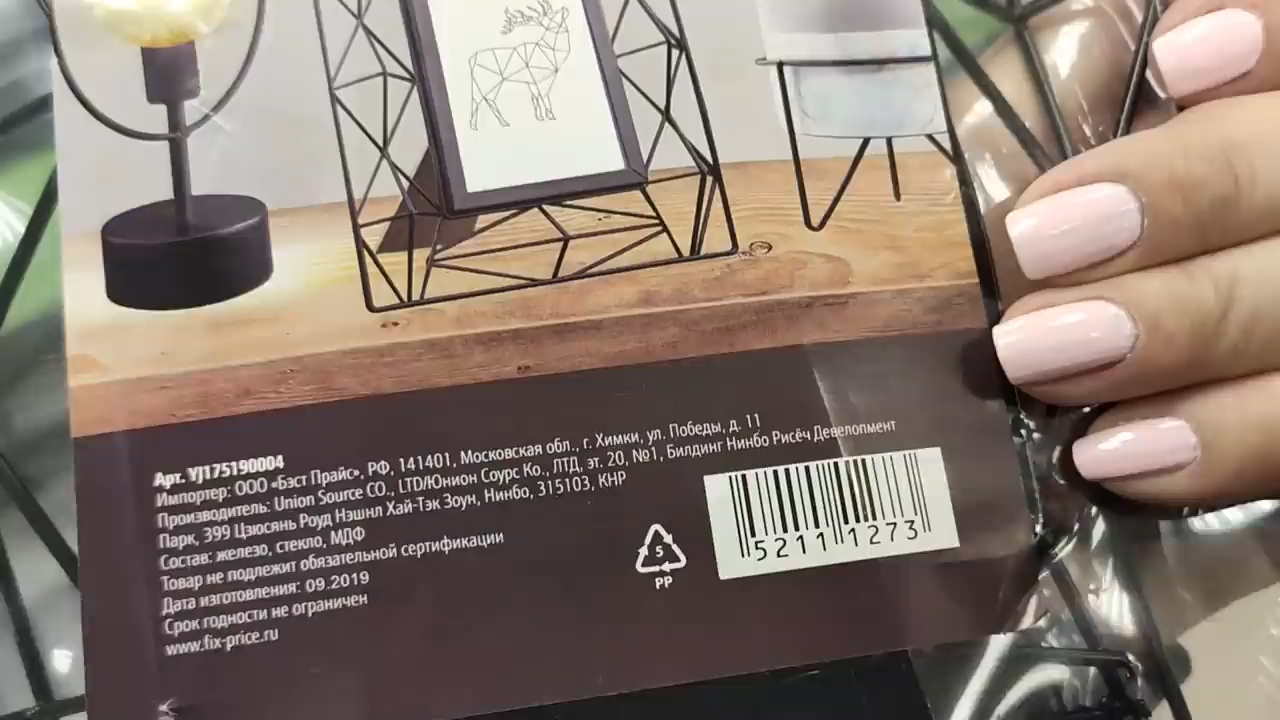 Арт. YJ175190004
Импортер: ООО «Бэст Прайс», РФ, 141401, Московская обл., г. Химки, ул. Победы, д. 11
Производитель: Union Source CO., LTD/Юнион Соурс Ко., ЛТД, эт. 20, №1, Билдинг Нинбо Рисёч Девелопмент
Парк, 399 Цзюсянь Роуд Нэшнл Хай-Тэк Зоун, Нинбо, 315103, КНР
Состав: железо, стекло, МДФ
Товар не подлежит обязательной сертификации
Дата изготовления: 09.2019
Срок годности не ограничен
www.fix-price.ru
5
PP
5211 1273